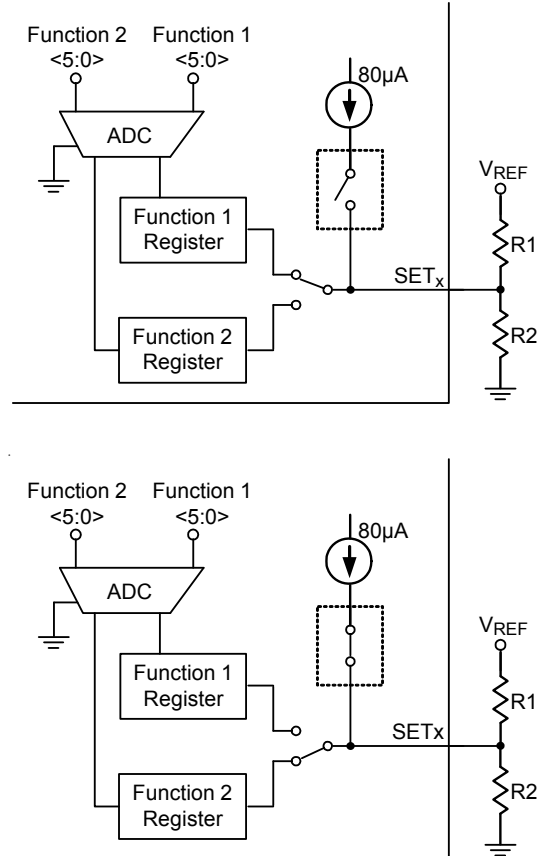 Function 2 Function 1
<5:0> <5:0>
80µA
ADC
VREF
Function 1
Register
R1
SETx
Function 2
Register
R2
Function 2 Function 1
<5:0> <5:0>
80µA
ADC
VREF
Function 1
Register
R1
SETx
Function 2
Register
R2